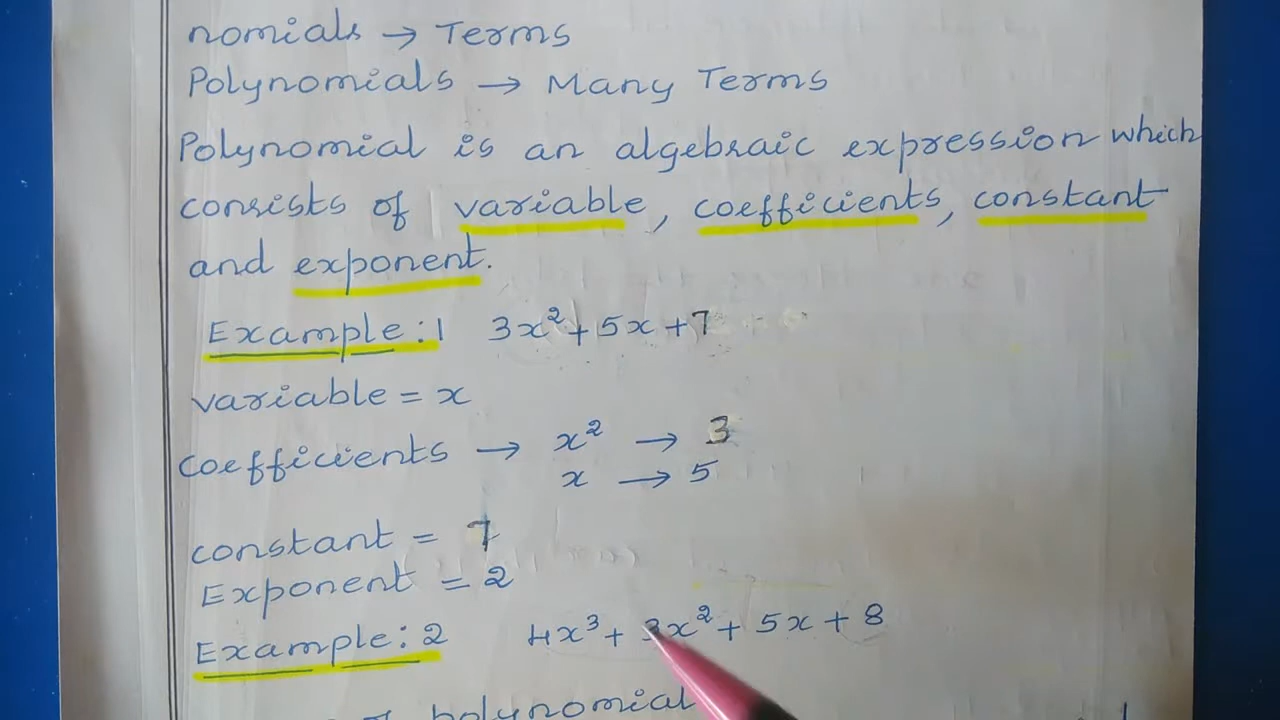 nomials → Terms
Polynomials → Many Terms
Polynomial is an algebraic expression which
consists of variable, coefficients, constant
and exponent.
Example:1 3x²+5x+7
variable = x
coefficients → x² → 3
x → 5
constant = 7
Exponent = 2
Example:2 4x³+3x²+5x+8
of polynomial